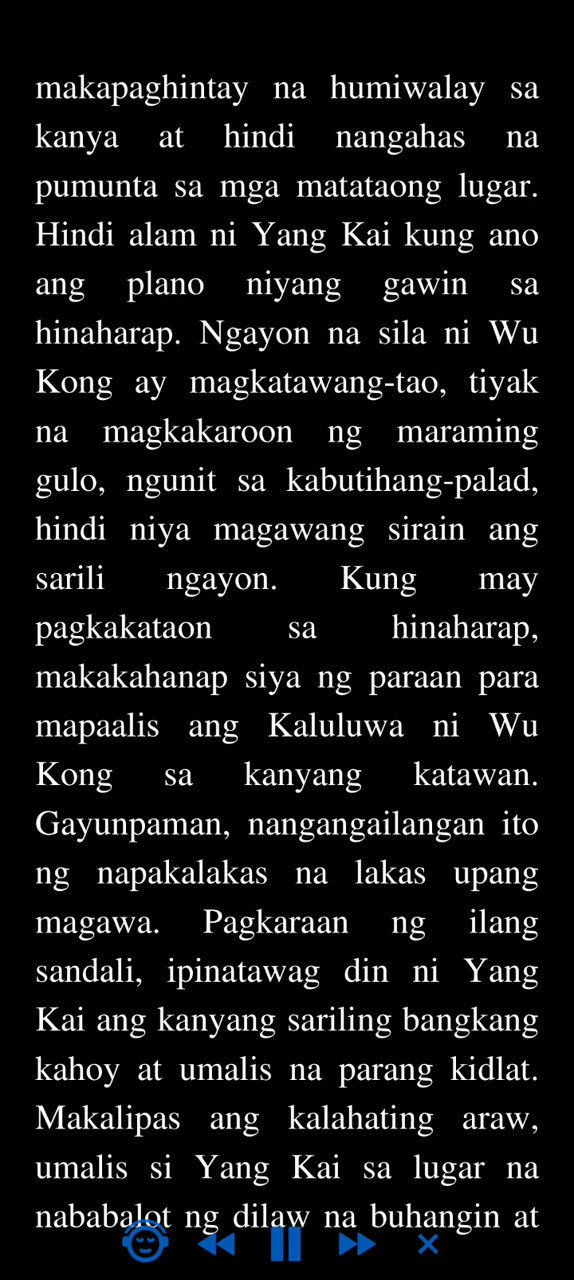 makapaghintay na humiwalay sa
kanya at hindi nangahas na
pumunta sa mga matataong lugar.
Hindi alam ni Yang Kai kung ano
ang plano niyang gawin sa
hinaharap. Ngayon na sila ni Wu
Kong ay magkatawang-tao, tiyak
na magkakaroon ng maraming
gulo, ngunit sa kabutihang-palad,
hindi niya magawang sirain ang
sarili ngayon. Kung may
pagkakataon sa hinaharap,
makakahanap siya ng paraan para
mapaalis ang Kaluluwa ni Wu
Kong sa kanyang katawan.
Gayunpaman, nangangailangan ito
ng napakalakas na lakas upang
magawa. Pagkaraan ng ilang
sandali, ipinatawag din ni Yang
Kai ang kanyang sariling bangkang
kahoy at umalis na parang kidlat.
Makalipas ang kalahating araw,
umalis si Yang Kai sa lugar na
nababalot ng dilaw na buhangin at